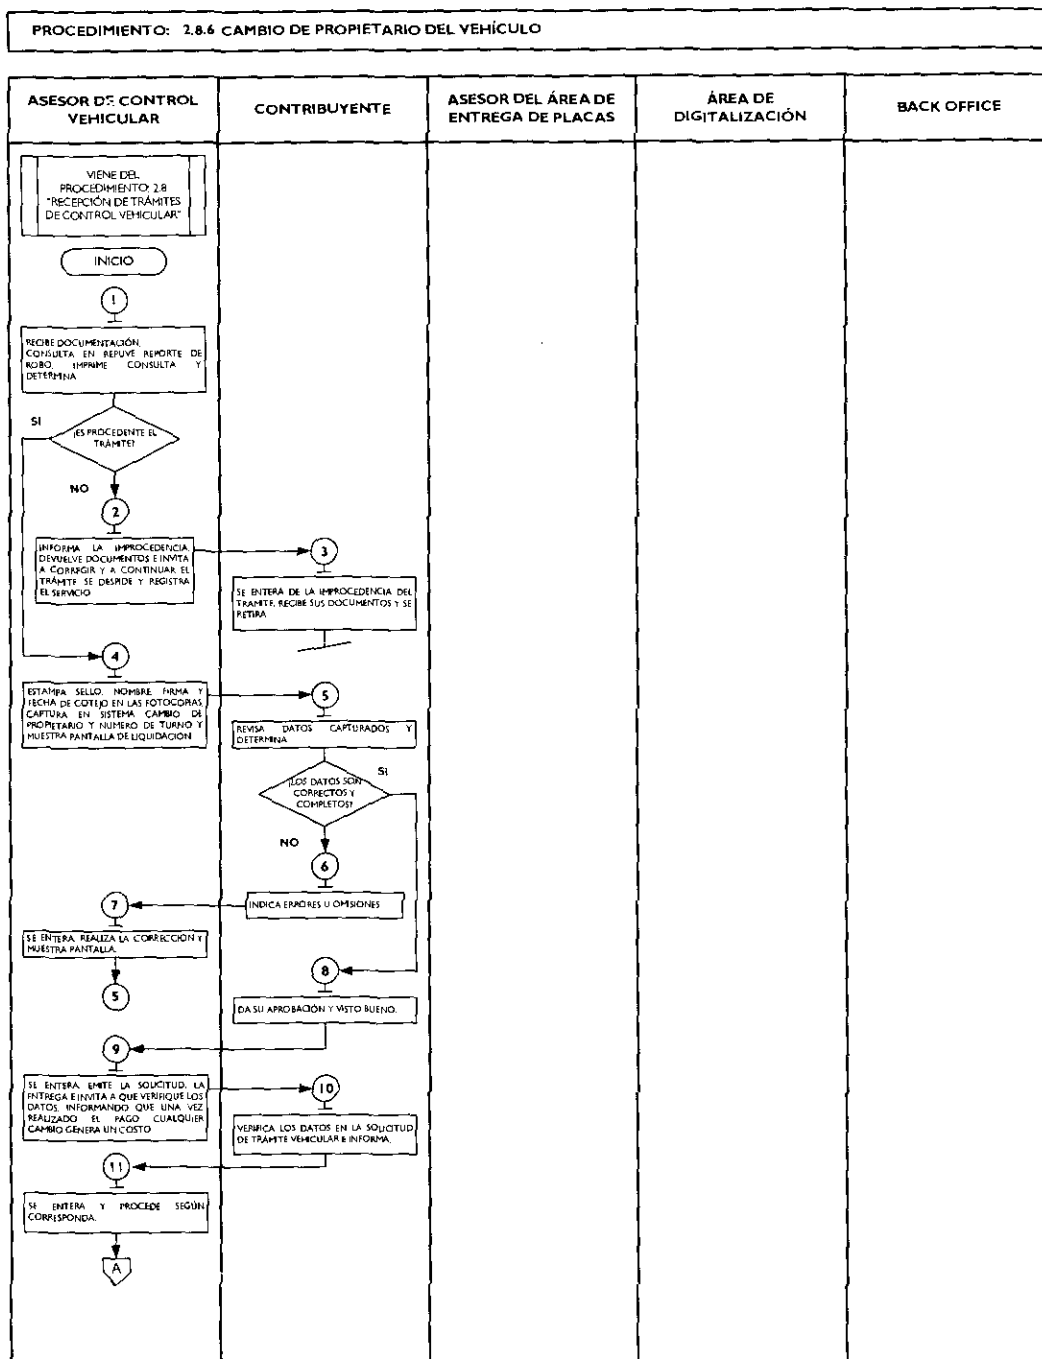 PROCEDIMIENTO: 2.8.6 CAMBIO DE PROPIETARIO DEL VEHÍCULO
ASESOR DE CONTROL
VEHICULAR
CONTRIBUYENTE
ASESOR DEL ÁREA DE
ENTREGA DE PLACAS
ÁREA DE
DIGITALIZACIÓN
BACK OFFICE
VIENE DEL
PROCEDIMIENTO: 2.8
"RECEPCIÓN DE TRÁMITES
DE CONTROL VEHICULAR"
INICIO
1
RECIBE DOCUMENTACIÓN,
CONSULTA EN REPUVE REPORTE DE
ROBO, IMPRIME CONSULTA Y
DETERMINA
SI
¿ES PROCEDENTE EL
TRÁMITE?
NO
2
INFORMA LA IMPROCEDENCIA,
DEVUELVE DOCUMENTOS E INVITA
A CORREGIR Y A CONTINUAR EL
TRÁMITE SE DESPIDE Y REGISTRA
EL SERVICIO
3
SE ENTERA DE LA IMPROCEDENCIA DEL
TRAMITE, RECIBE SUS DOCUMENTOS Y SE
RETIRA
4
ESTAMPA SELLO, NOMBRE FIRMA Y
FECHA DE COTEJO EN LAS FOTOCOPIAS,
CAPTURA EN SISTEMA CAMBIO DE
PROPIETARIO Y NUMERO DE TURNO Y
MUESTRA PANTALLA DE LIQUIDACION
5
REVISA DATOS CAPTURADOS Y
DETERMINA
SI
¿LOS DATOS SON
CORRECTOS Y
COMPLETOS?
NO
6
INDICA ERRORES U OMISIONES
7
SE ENTERA, REALIZA LA CORRECCION Y
MUESTRA PANTALLA.
5
8
DA SU APROBACIÓN Y VISTO BUENO.
9
SE ENTERA, EMITE LA SOLICITUD, LA
ENTREGA E INVITA A QUE VERIFIQUE LOS
DATOS, INFORMANDO QUE UNA VEZ
REALIZADO EL PAGO CUALQUIER
CAMBIO GENERA UN COSTO
10
VERIFICA LOS DATOS EN LA SOLICITUD
DE TRÁMITE VEHICULAR E INFORMA.
11
SE ENTERA Y PROCEDE SEGÚN
CORRESPONDA.
A